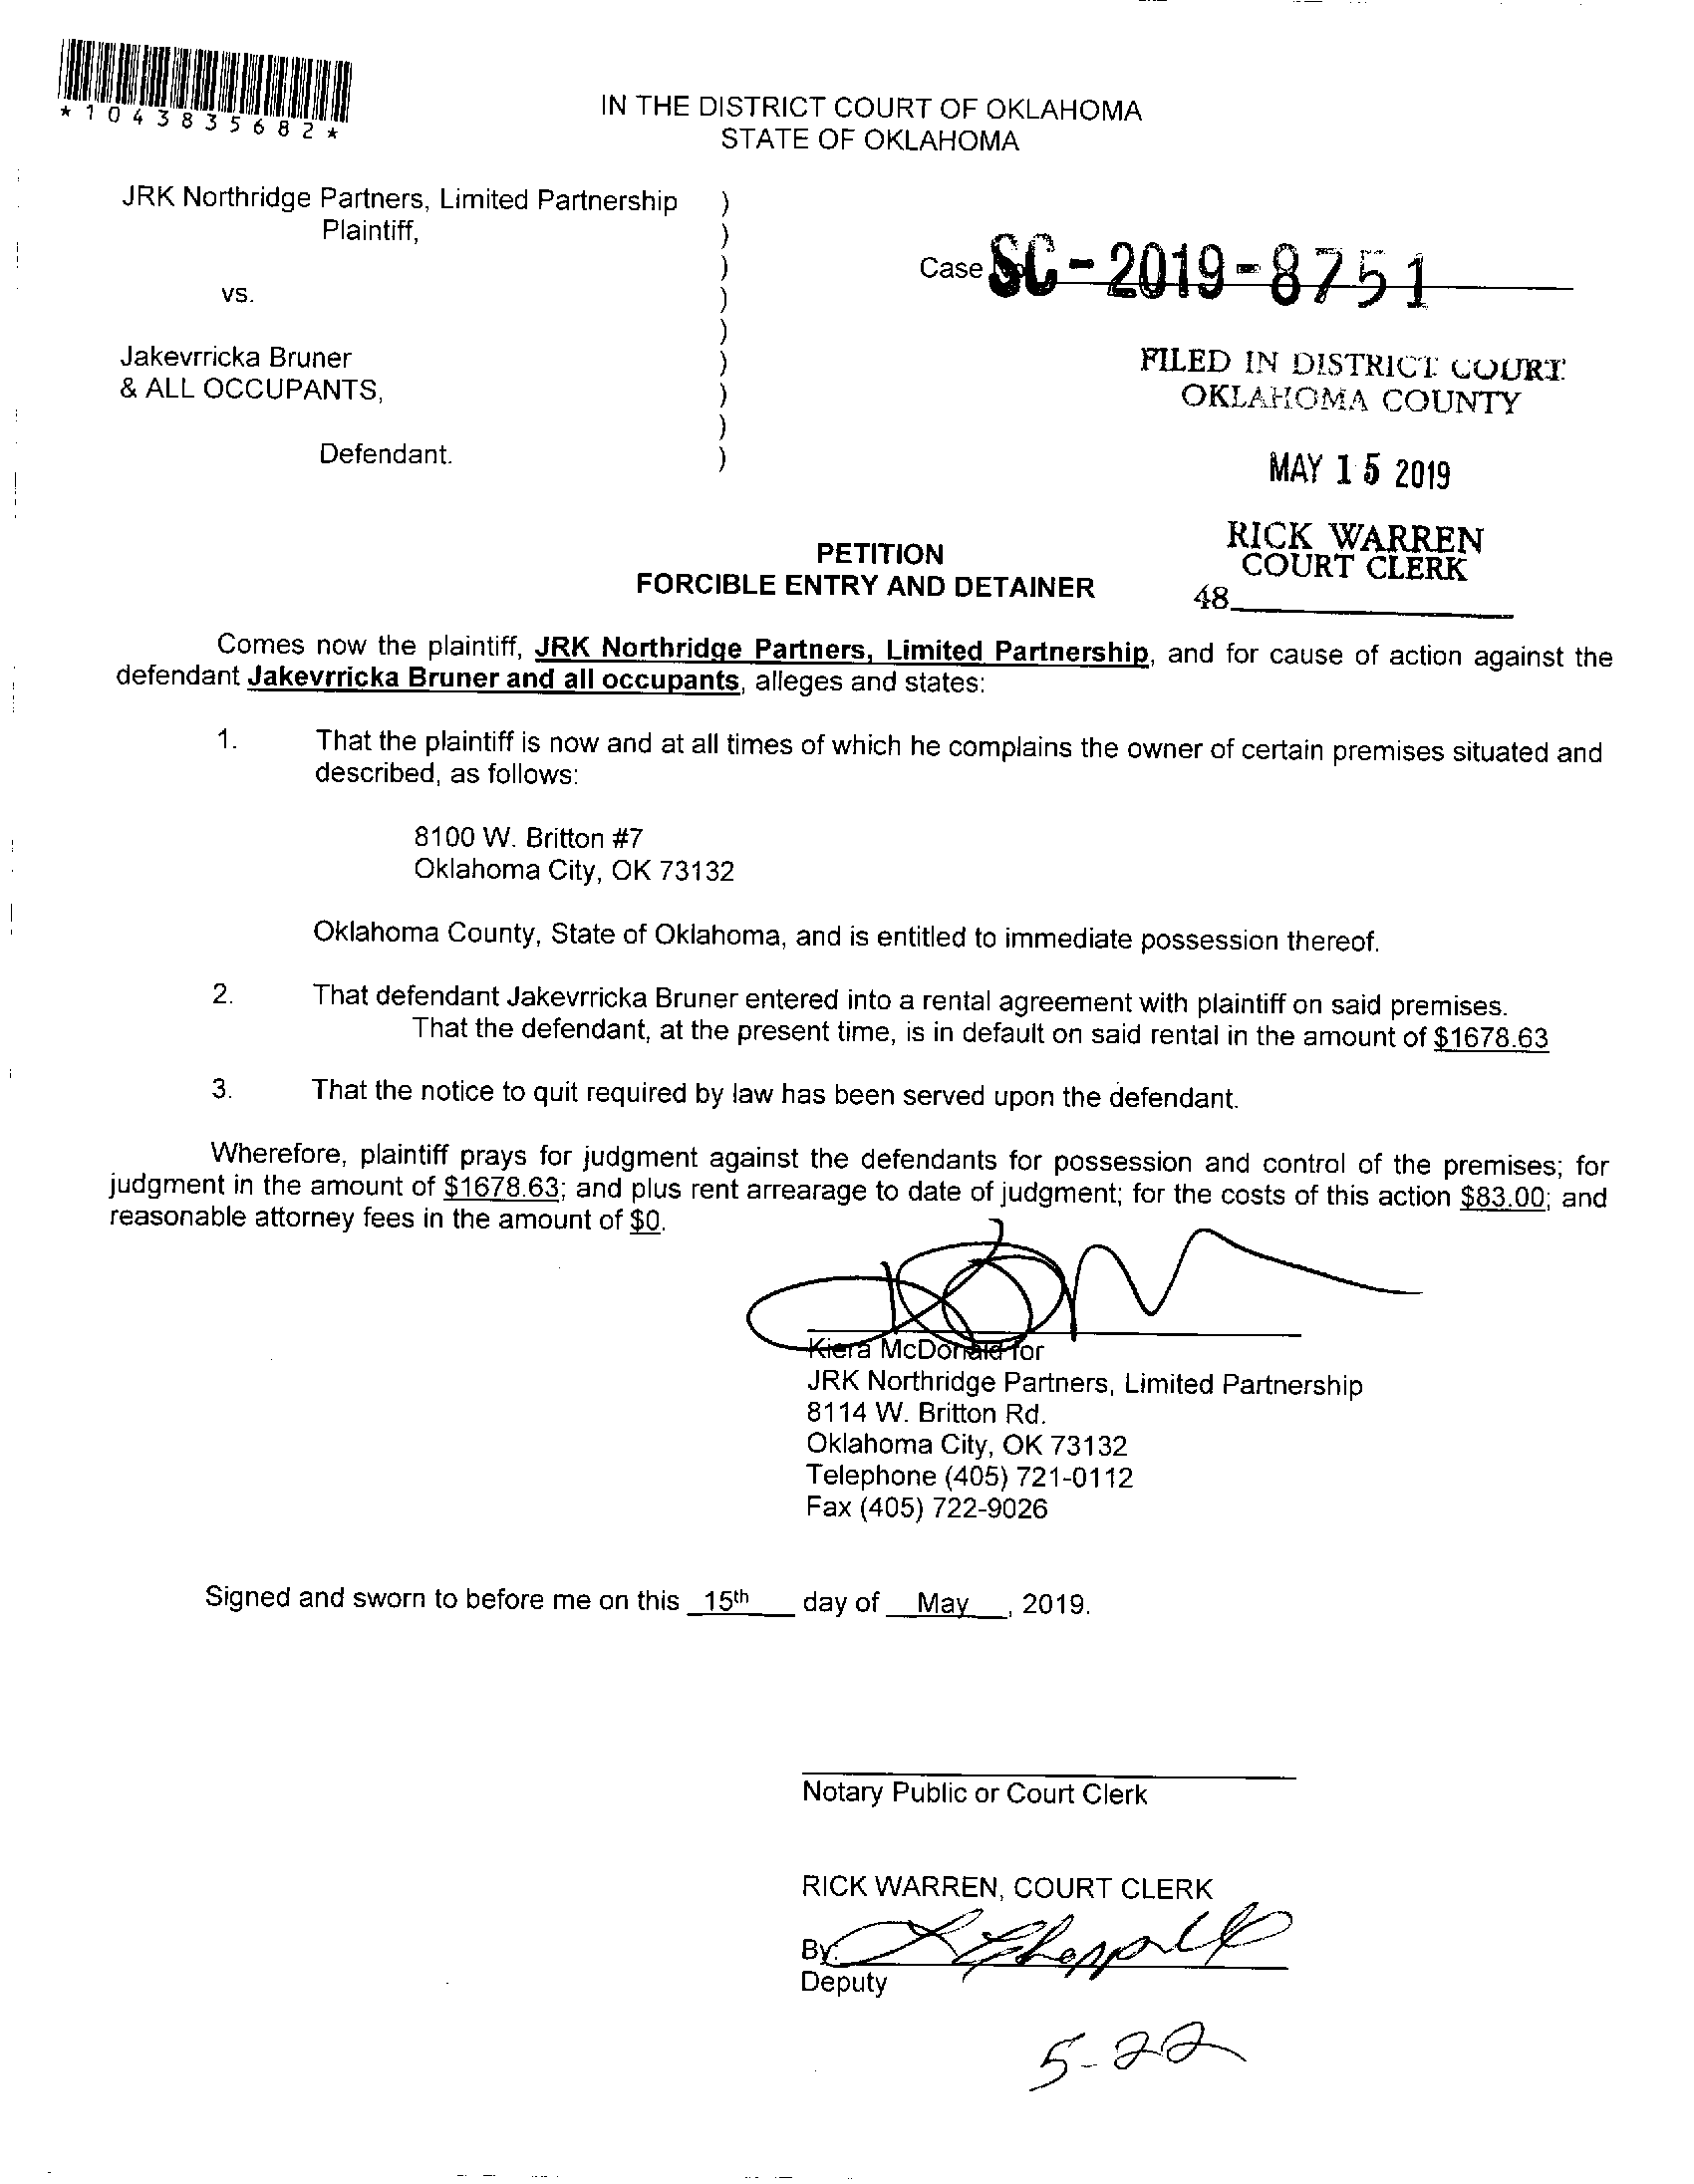 *1043835682*
IN THE DISTRICT COURT OF OKLAHOMA
STATE OF OKLAHOMA
JRK Northridge Partners, Limited Partnership )
Plaintiff, )
)
Case SC-2019-8751
vs. )
)
Jakevrricka Bruner )
& ALL OCCUPANTS, )
)
Defendant. )
FILED IN DISTRICT COURT
OKLAHOMA COUNTY
MAY 15 2019
RICK WARREN
COURT CLERK
48
PETITION
FORCIBLE ENTRY AND DETAINER
Comes now the plaintiff, JRK Northridge Partners, Limited Partnership, and for cause of action against the
defendant Jakevrricka Bruner and all occupants, alleges and states:
1. That the plaintiff is now and at all times of which he complains the owner of certain premises situated and
described, as follows:
8100 W. Britton #7
Oklahoma City, OK 73132
Oklahoma County, State of Oklahoma, and is entitled to immediate possession thereof.
2. That defendant Jakevrricka Bruner entered into a rental agreement with plaintiff on said premises.
That the defendant, at the present time, is in default on said rental in the amount of $1678.63
3. That the notice to quit required by law has been served upon the defendant.
Wherefore, plaintiff prays for judgment against the defendants for possession and control of the premises; for
judgment in the amount of $1678.63; and plus rent arrearage to date of judgment; for the costs of this action $83.00; and
reasonable attorney fees in the amount of $0.
Kiera McDonald for
JRK Northridge Partners, Limited Partnership
8114 W. Britton Rd.
Oklahoma City, OK 73132
Telephone (405) 721-0112
Fax (405) 722-9026
Signed and sworn to before me on this 15th day of May, 2019.
Notary Public or Court Clerk
RICK WARREN, COURT CLERK
By:
Deputy
5-22